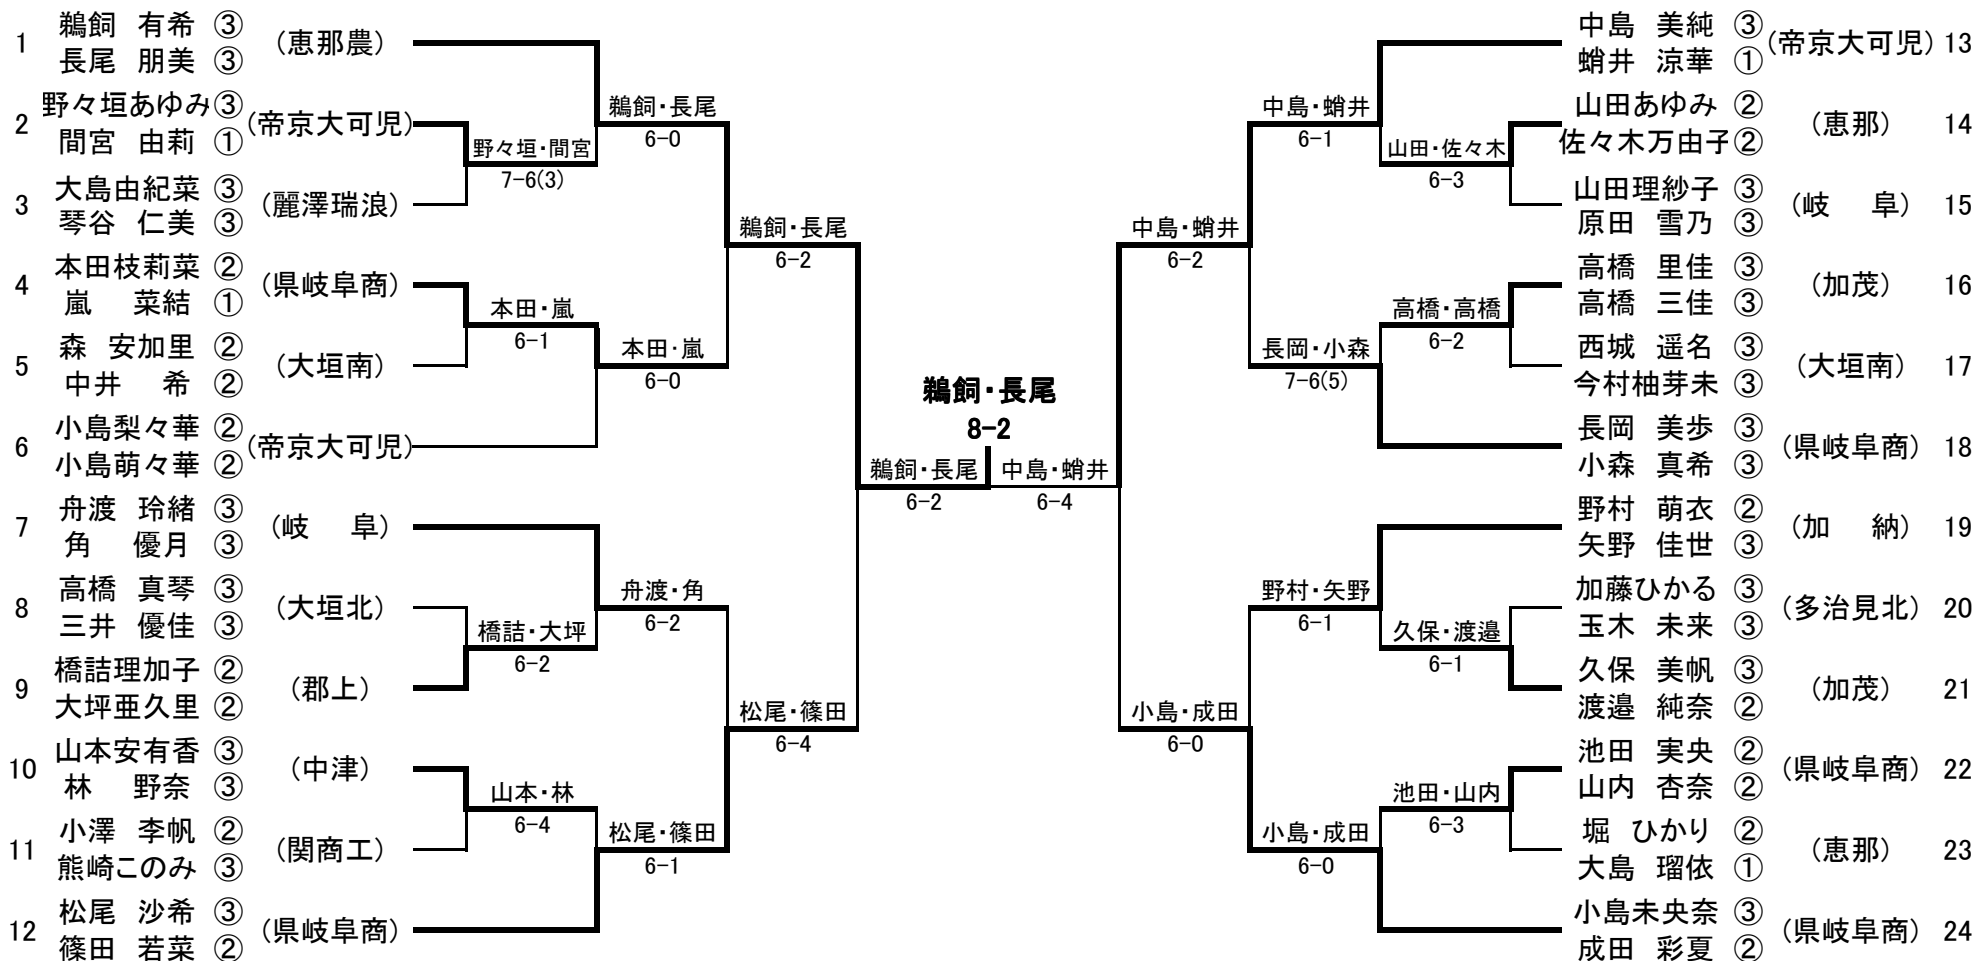 1 鵜飼 有希 ③ (恵那農)
長尾 朋美 ③
2 野々垣あゆみ ③ (帝京大可児)
間宮 由莉 ①
3 大島由紀菜 ③ (麗澤瑞浪)
琴谷 仁美 ③
4 本田枝莉菜 ② (県岐阜商)
嵐 菜結 ①
5 森 安加里 ② (大垣南)
中井 希 ②
6 小島梨々華 ② (帝京大可児)
小島萌々華 ②
7 舟渡 玲緒 ③ (岐 阜)
角 優月 ③
8 高橋 真琴 ③ (大垣北)
三井 優佳 ③
9 橋詰理加子 ② (郡上)
大坪亜久里 ②
10 山本安有香 ③ (中津)
林 野奈 ③
11 小澤 李帆 ② (関商工)
熊崎このみ ③
12 松尾 沙希 ③ (県岐阜商)
篠田 若菜 ②
野々垣・間宮
7-6(3)
本田・嵐
6-1
橋詰・大坪
6-2
山本・林
6-4
鵜飼・長尾
6-0
本田・嵐
6-0
舟渡・角
6-2
松尾・篠田
6-1
鵜飼・長尾
6-2
松尾・篠田
6-4
鵜飼・長尾
6-2
鵜飼・長尾
8-2
中島・蛸井
6-4
中島・蛸井
6-2
小島・成田
6-0
中島・蛸井
6-1
長岡・小森
7-6(5)
野村・矢野
6-1
小島・成田
6-0
山田・佐々木
6-3
高橋・高橋
6-2
久保・渡邉
6-1
池田・山内
6-3
中島 美純 ③ (帝京大可児) 13
蛸井 涼華 ①
山田あゆみ ② (恵那) 14
佐々木万由子 ②
山田理紗子 ③ (岐 阜) 15
原田 雪乃 ③
高橋 里佳 ③ (加茂) 16
高橋 三佳 ③
西城 遥名 ③ (大垣南) 17
今村柚芽未 ③
長岡 美歩 ③ (県岐阜商) 18
小森 真希 ③
野村 萌衣 ② (加 納) 19
矢野 佳世 ③
加藤ひかる ③ (多治見北) 20
玉木 未来 ③
久保 美帆 ③ (加茂) 21
渡邉 純奈 ②
池田 実央 ② (県岐阜商) 22
山内 杏奈 ②
堀 ひかり ② (恵那) 23
大島 瑠依 ①
小島未央奈 ③ (県岐阜商) 24
成田 彩夏 ②